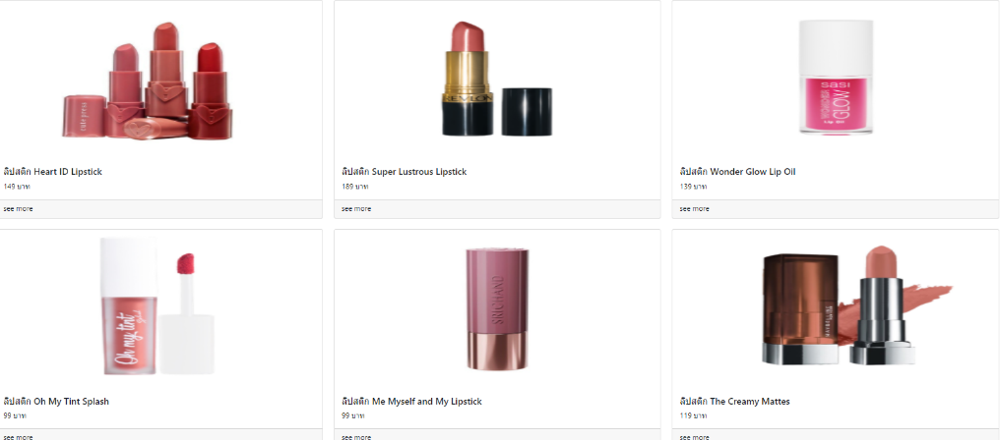 cute press
REVLON
sasi
GLOW
ลิปสติก Heart ID Lipstick
149 บาท
see more
ลิปสติก Super Lustrous Lipstick
189 บาท
see more
ลิปสติก Wonder Glow Lip Oil
139 บาท
see more
Oh my tint
SRICHAND
MAYBELLINE
ลิปสติก Oh My Tint Splash
99 บาท
see more
ลิปสติก Me Myself and My Lipstick
99 บาท
see more
ลิปสติก The Creamy Mattes
119 บาท
see more